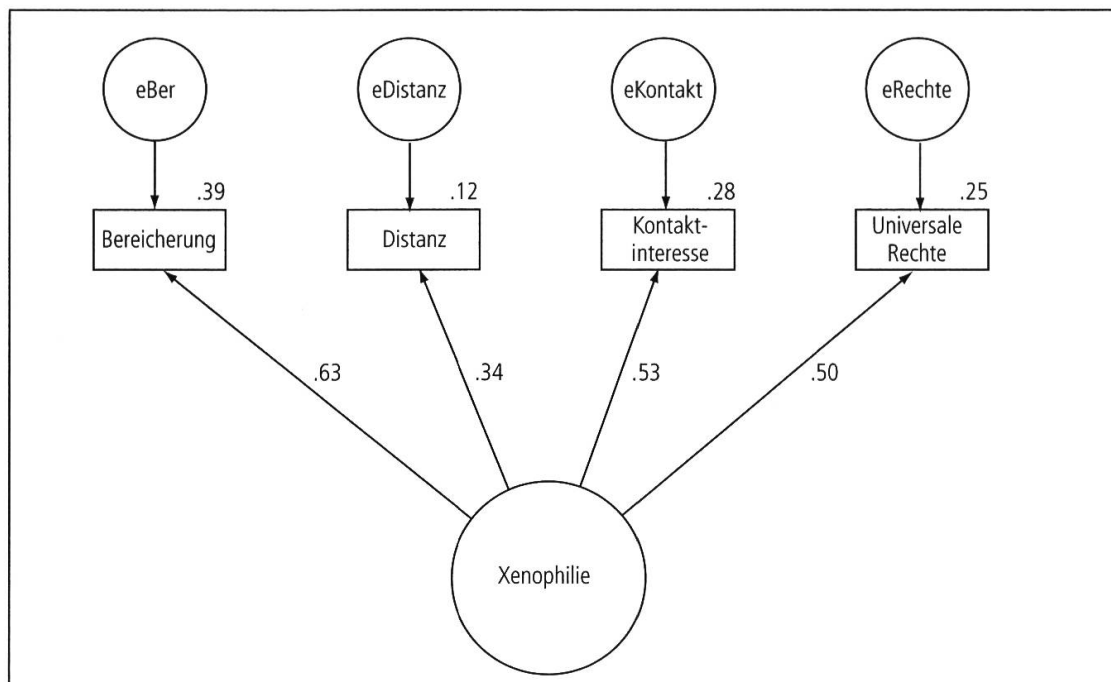 eBer
eDistanz
eKontakt
eRechte
.39
.12
.28
.25
Bereicherung
Distanz
Kontakt-
interesse
Universale
Rechte
.63
.34
.53
.50
Xenophilie